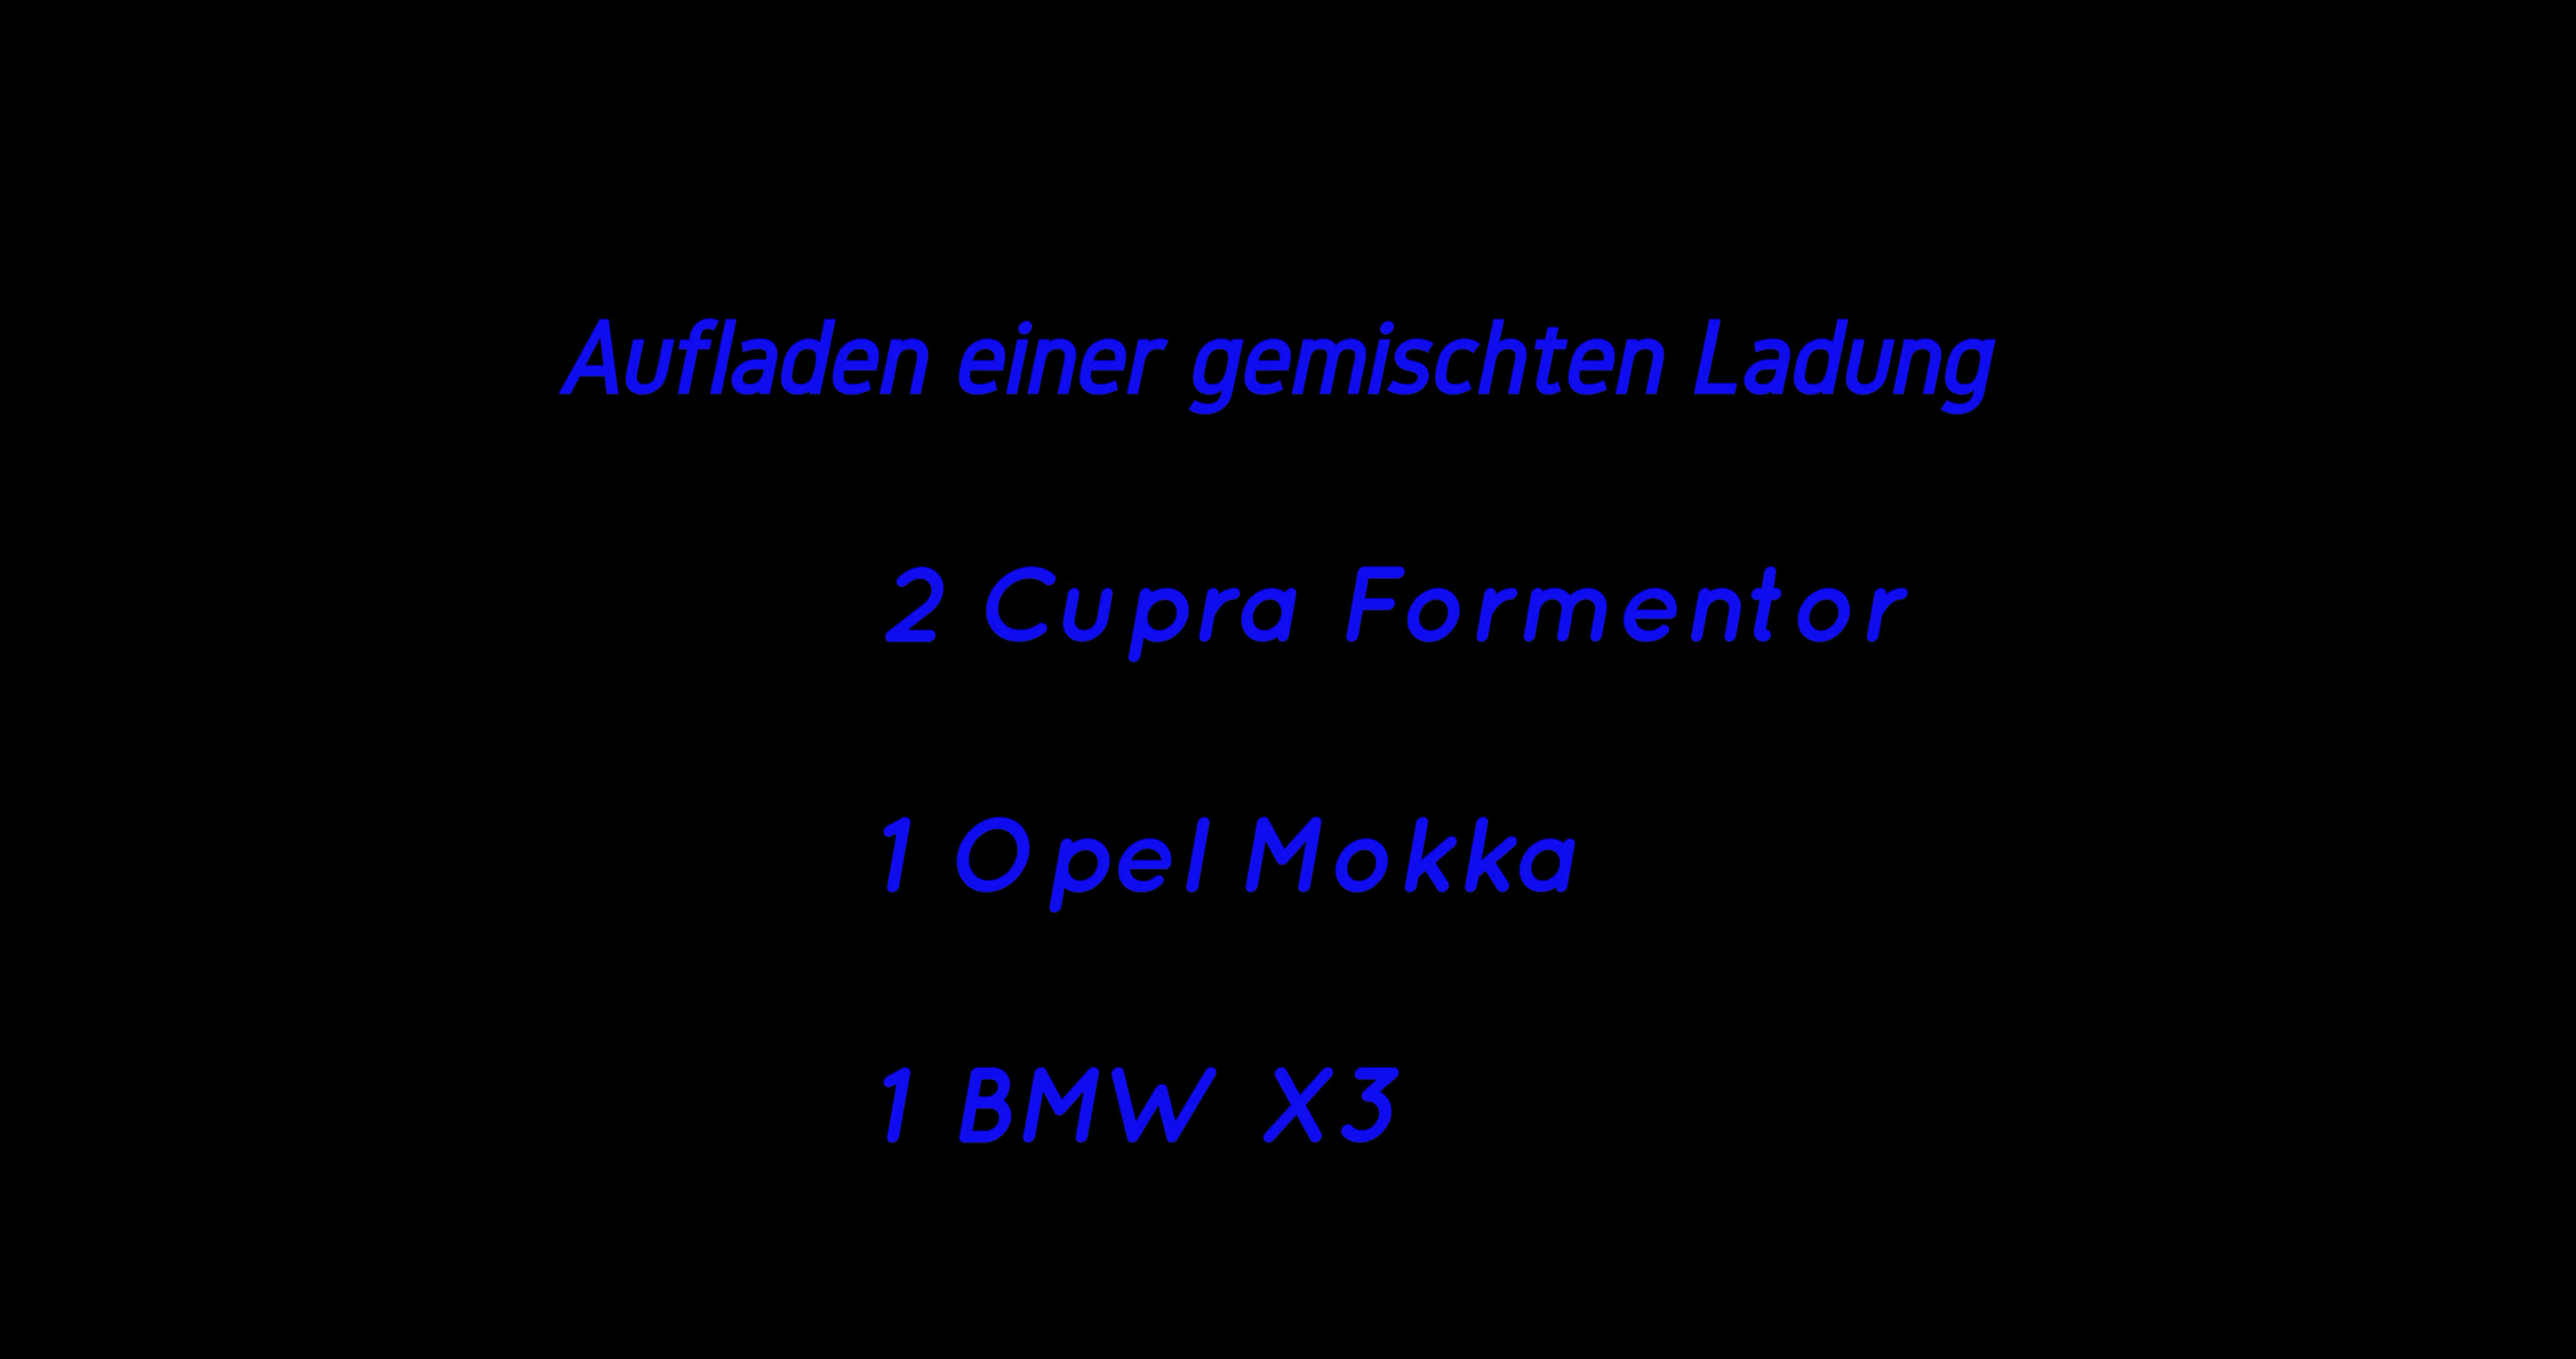 Aufladen einer gemischten Ladung
2 Cupra Formentor
1 Opel Mokka
1 BMW X3